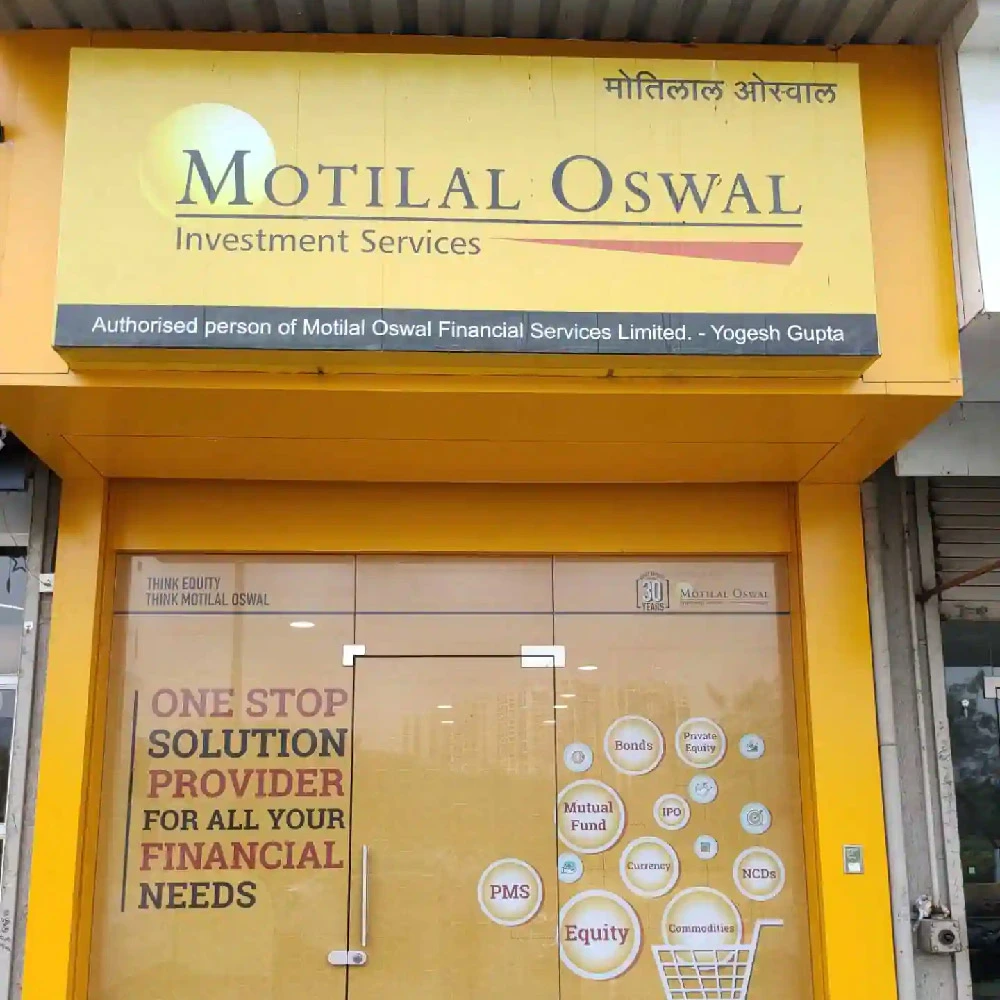 मोतिलाल ओस्वाल
MOTILAL OSWAL
Investment Services
Authorised person of Motilal Oswal Financial Services Limited. - Yogesh Gupta
THINK EQUITY
THINK MOTILAL OSWAL
30
YEARS
MOTILAL OSWAL
ONE STOP
SOLUTION
PROVIDER
FOR ALL YOUR
FINANCIAL
NEEDS
Bonds
Private
Equity
Mutual
Fund
IPO
Currency
NCDs
PMS
Equity
Commodities